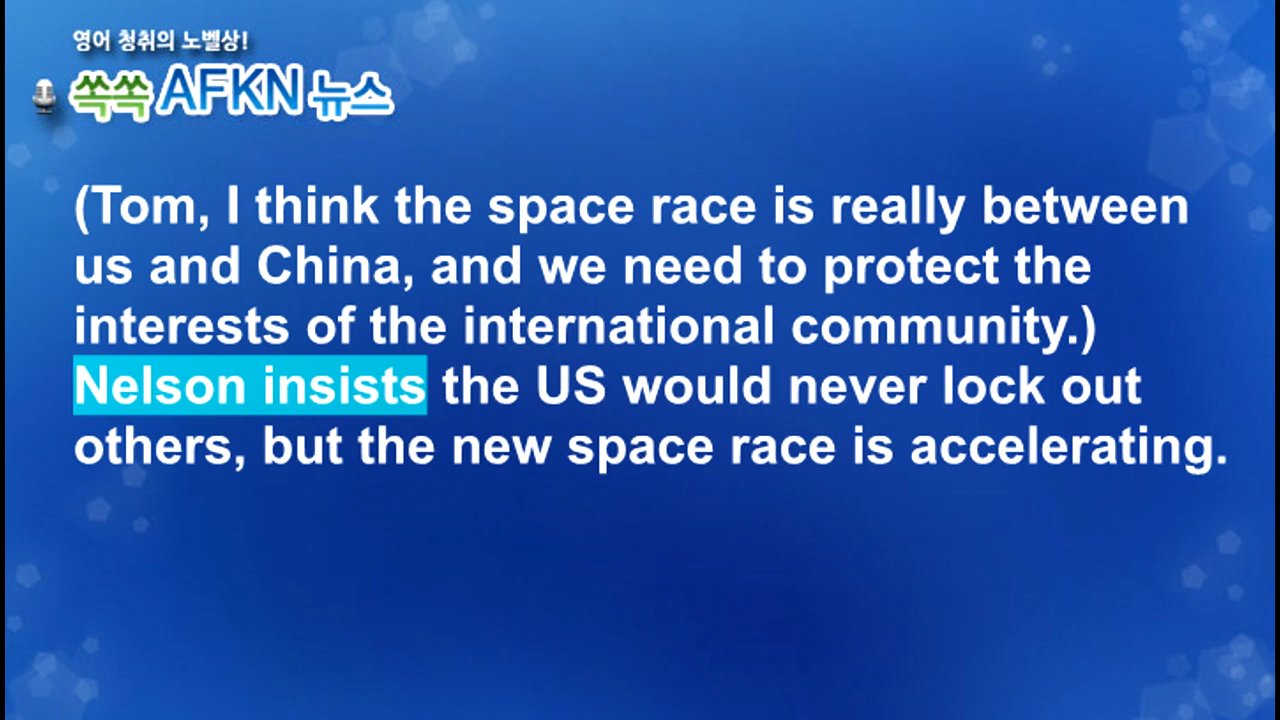 영어 청취의 노벨상!
쏙쏙 AFKN 뉴스
(Tom, I think the space race is really between
us and China, and we need to protect the
interests of the international community.)
Nelson insists the US would never lock out
others, but the new space race is accelerating.